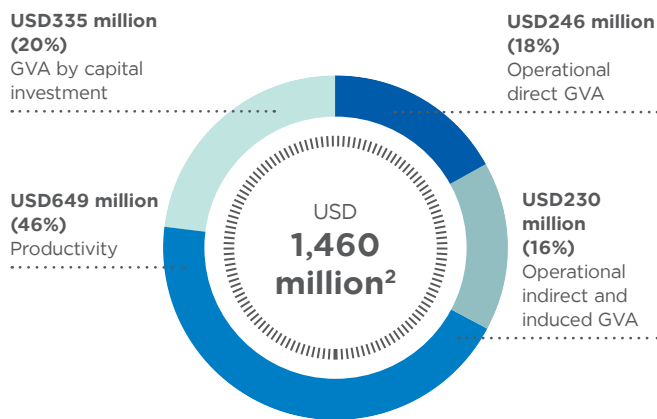 USD335 million
(20%)
GVA by capital
investment
USD246 million
(18%)
Operational
direct GVA
USD649 million
(46%)
Productivity
USD
1,460
million²
USD230
million
(16%)
Operational
indirect and
induced GVA